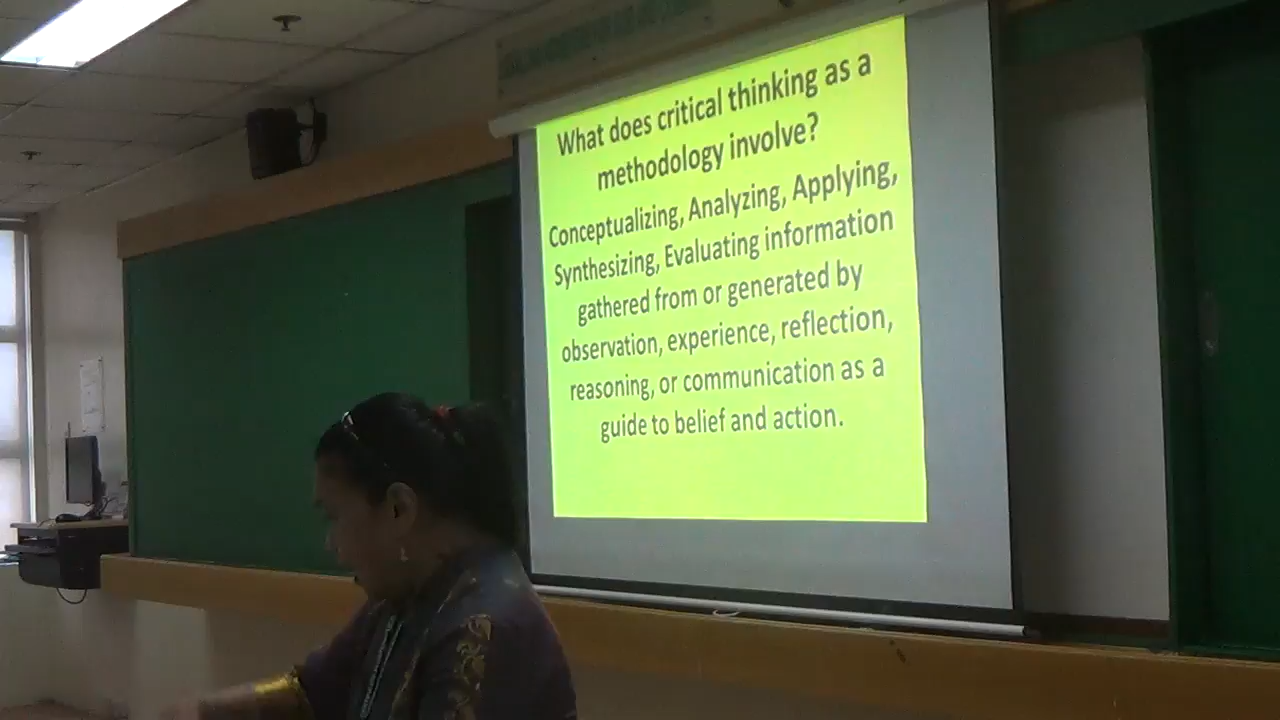 What does critical thinking as a
methodology involve?
Conceptualizing, Analyzing, Applying,
Synthesizing, Evaluating information
gathered from or generated by
observation, experience, reflection,
reasoning, or communication as a
guide to belief and action.